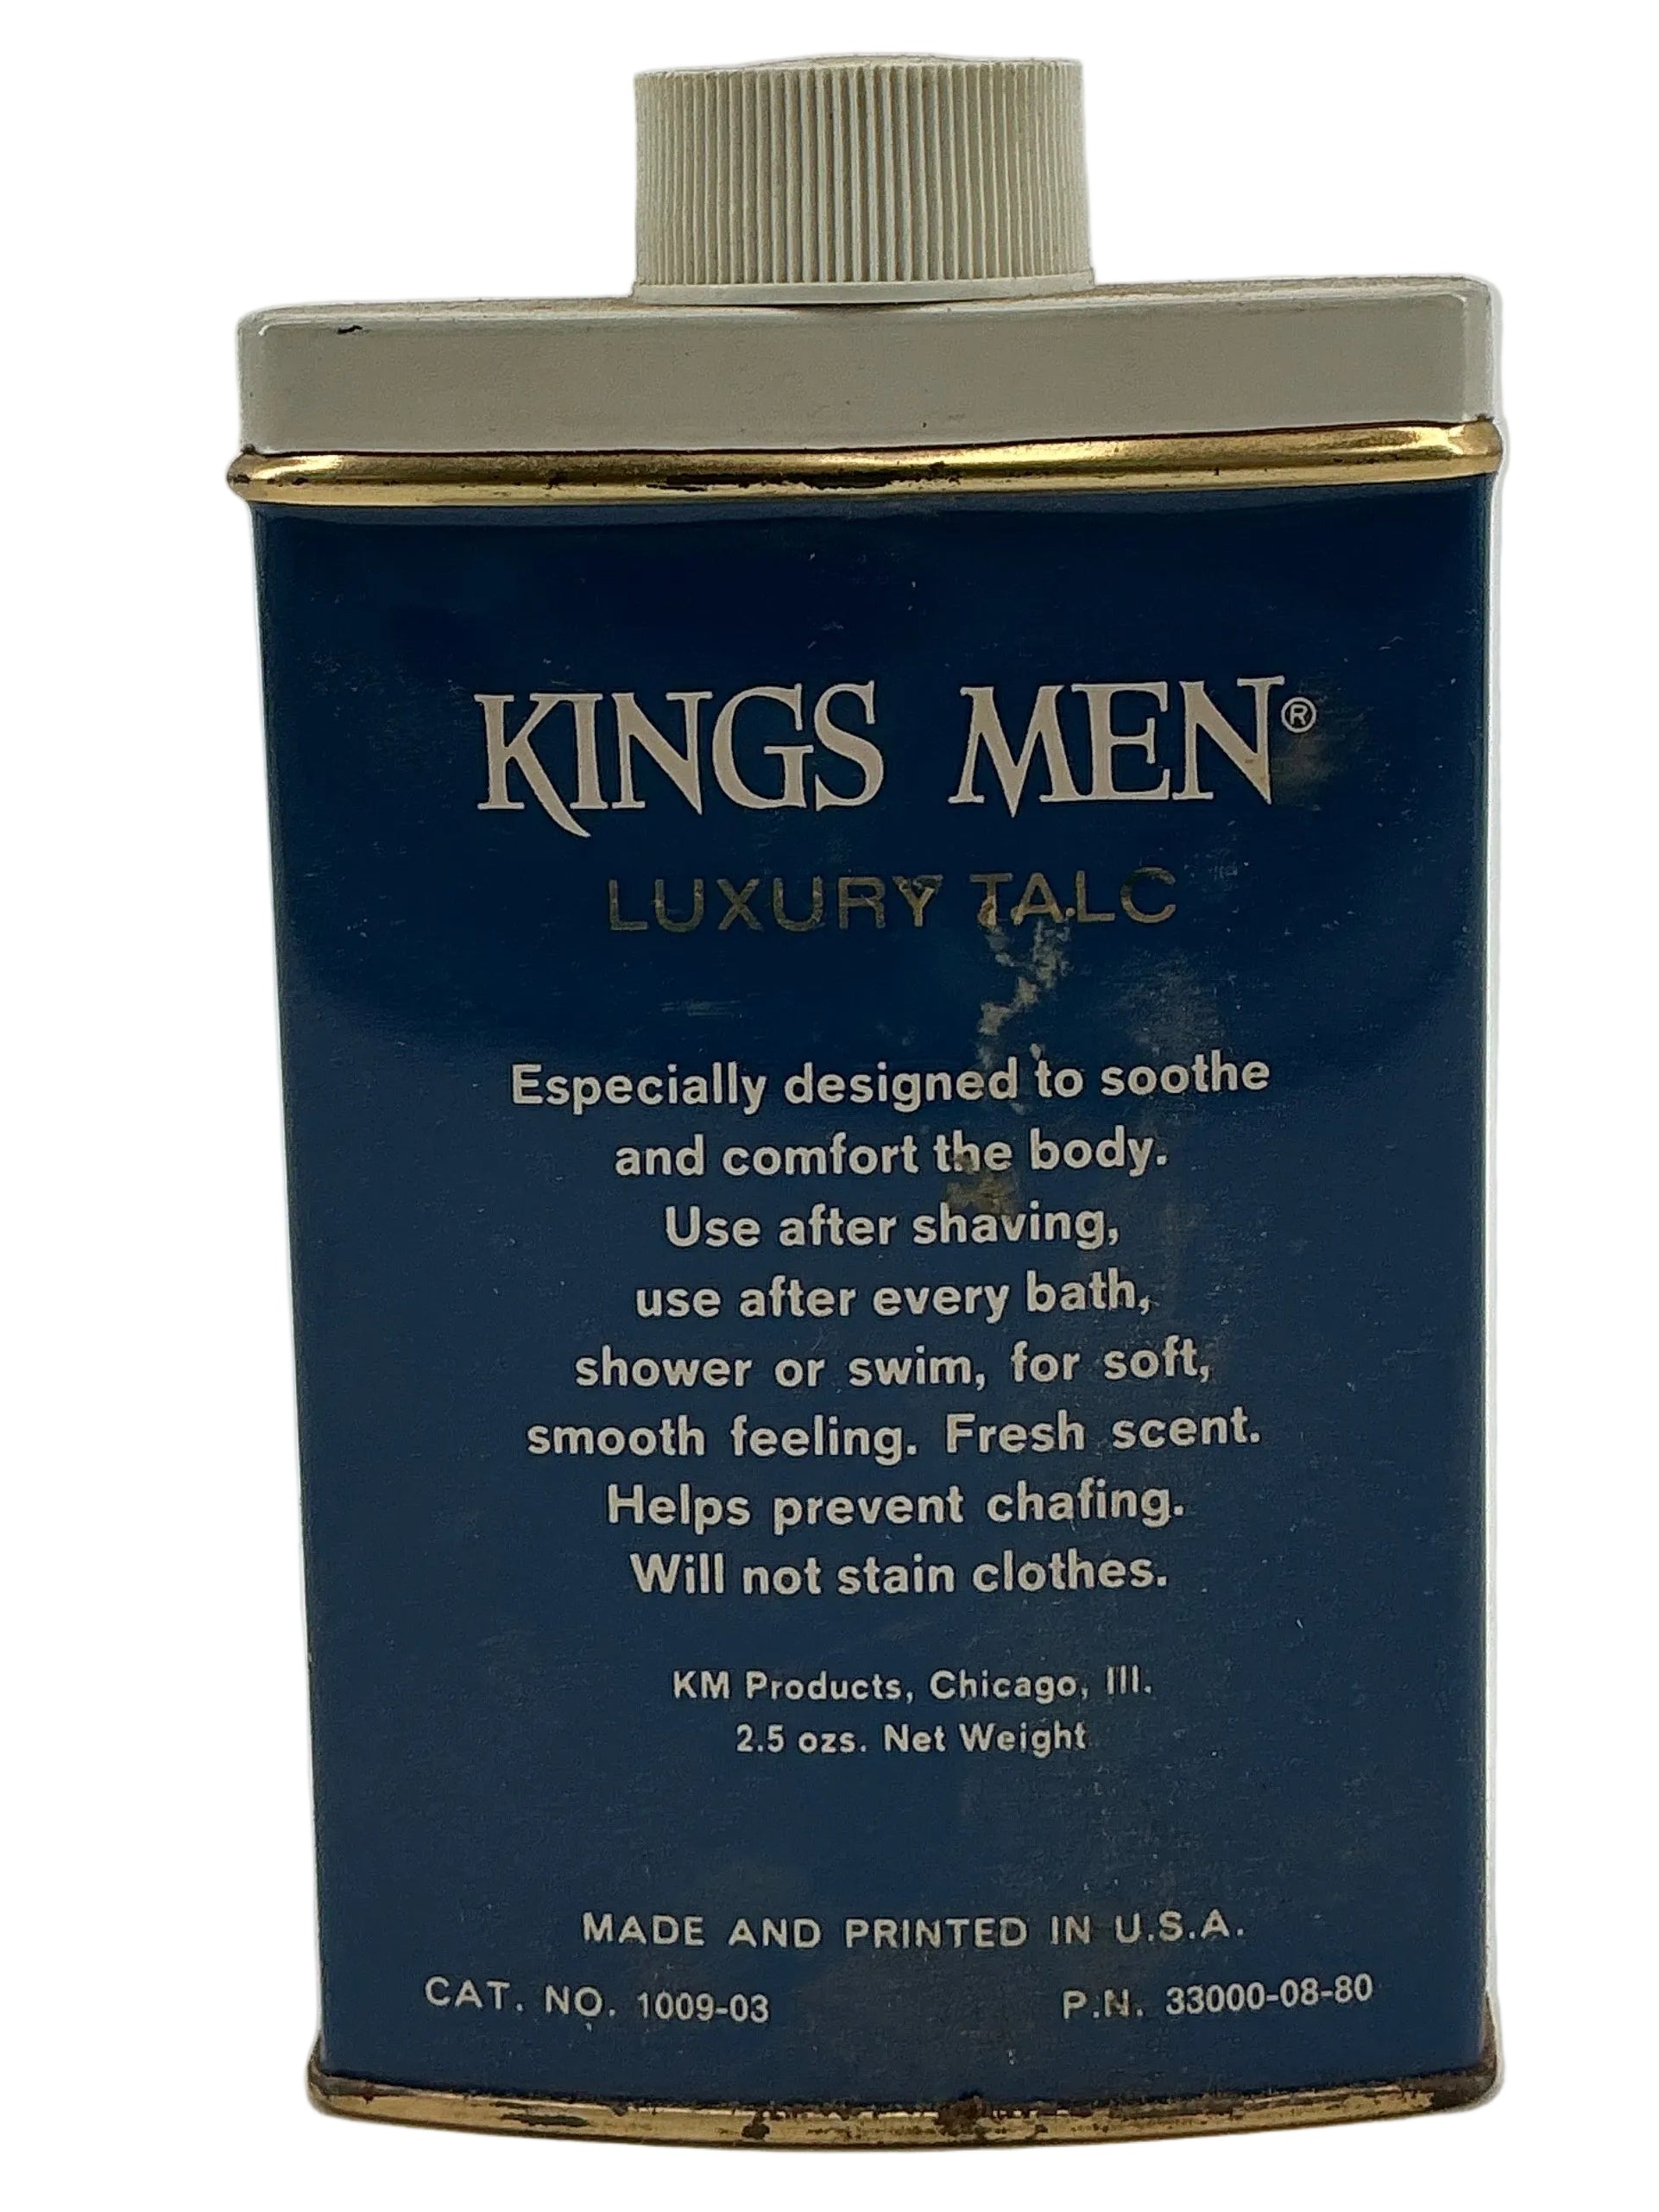 KINGS MEN®
LUXURY TALC
Especially designed to soothe
and comfort the body.
Use after shaving,
use after every bath,
shower or swim, for soft,
smooth feeling. Fresh scent.
Helps prevent chafing.
Will not stain clothes.
KM Products, Chicago, Ill.
2.5 ozs. Net Weight
MADE AND PRINTED IN U.S.A.
CAT. NO. 1009-03 P.N. 33000-08-80